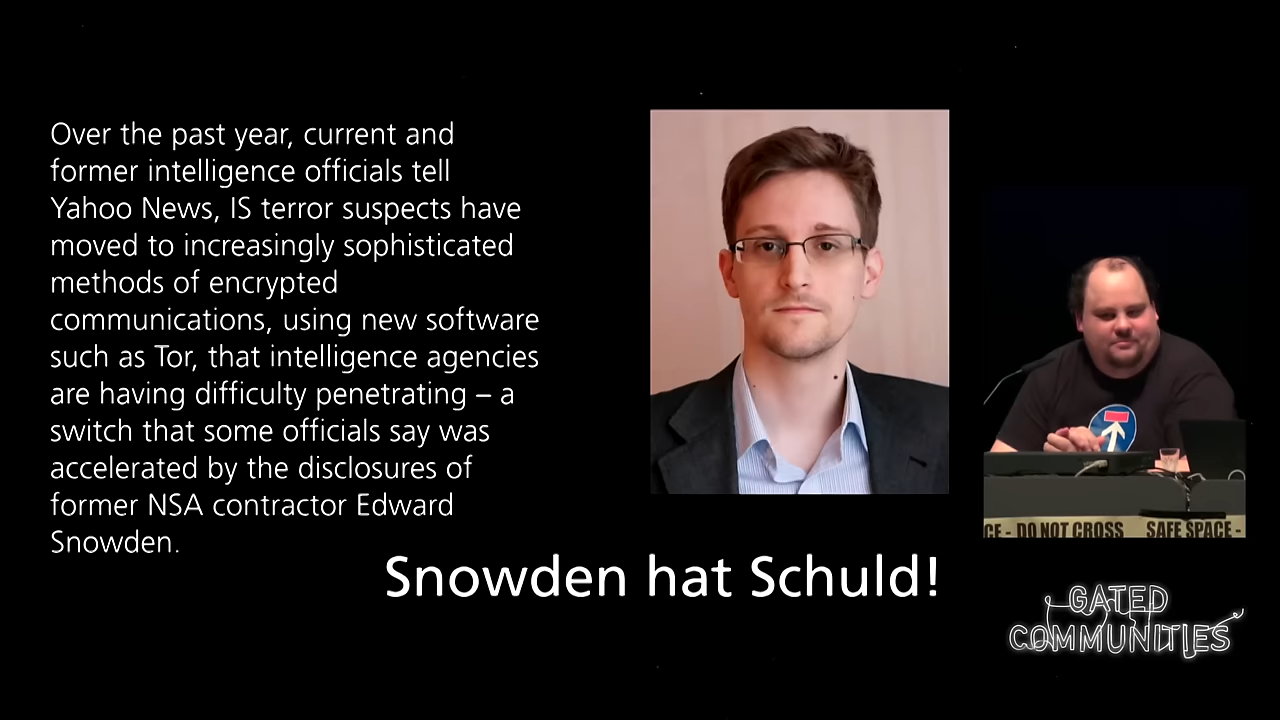 Over the past year, current and
former intelligence officials tell
Yahoo News, IS terror suspects have
moved to increasingly sophisticated
methods of encrypted
communications, using new software
such as Tor, that intelligence agencies
are having difficulty penetrating – a
switch that some officials say was
accelerated by the disclosures of
former NSA contractor Edward
Snowden.
Snowden hat Schuld!
CE - DO NOT CROSS SAFE SPACE -
GATED
COMMUNITIES